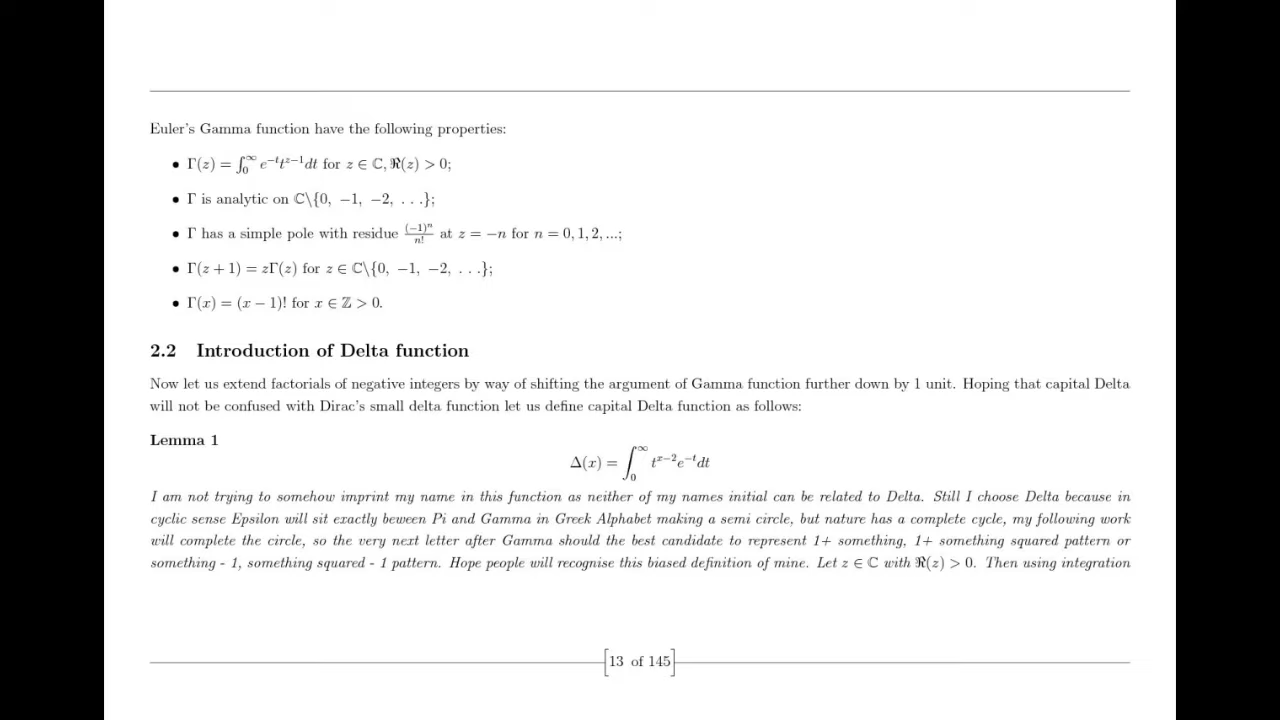 Euler's Gamma function have the following properties:
• Γ(z) = ∫₀^∞ e^{−t}t^{z−1}dt for z ∈ ℂ, ℜ(z) > 0;
• Γ is analytic on ℂ\{0, −1, −2, . . .};
• Γ has a simple pole with residue (−1)^n/n! at z = −n for n = 0, 1, 2, ...;
• Γ(z + 1) = zΓ(z) for z ∈ ℂ\{0, −1, −2, . . .};
• Γ(x) = (x − 1)! for x ∈ ℤ > 0.
2.2 Introduction of Delta function
Now let us extend factorials of negative integers by way of shifting the argument of Gamma function further down by 1 unit. Hoping that capital Delta
will not be confused with Dirac's small delta function let us define capital Delta function as follows:
Lemma 1
Δ(x) = ∫₀^∞ t^{x−2}e^{−t}dt
I am not trying to somehow imprint my name in this function as neither of my names initial can be related to Delta. Still I choose Delta because in
cyclic sense Epsilon will sit exactly beween Pi and Gamma in Greek Alphabet making a semi circle, but nature has a complete cycle, my following work
will complete the circle, so the very next letter after Gamma should the best candidate to represent 1+ something, 1+ something squared pattern or
something - 1, something squared - 1 pattern. Hope people will recognise this biased definition of mine. Let z ∈ ℂ with ℜ(z) > 0. Then using integration
13 of 145